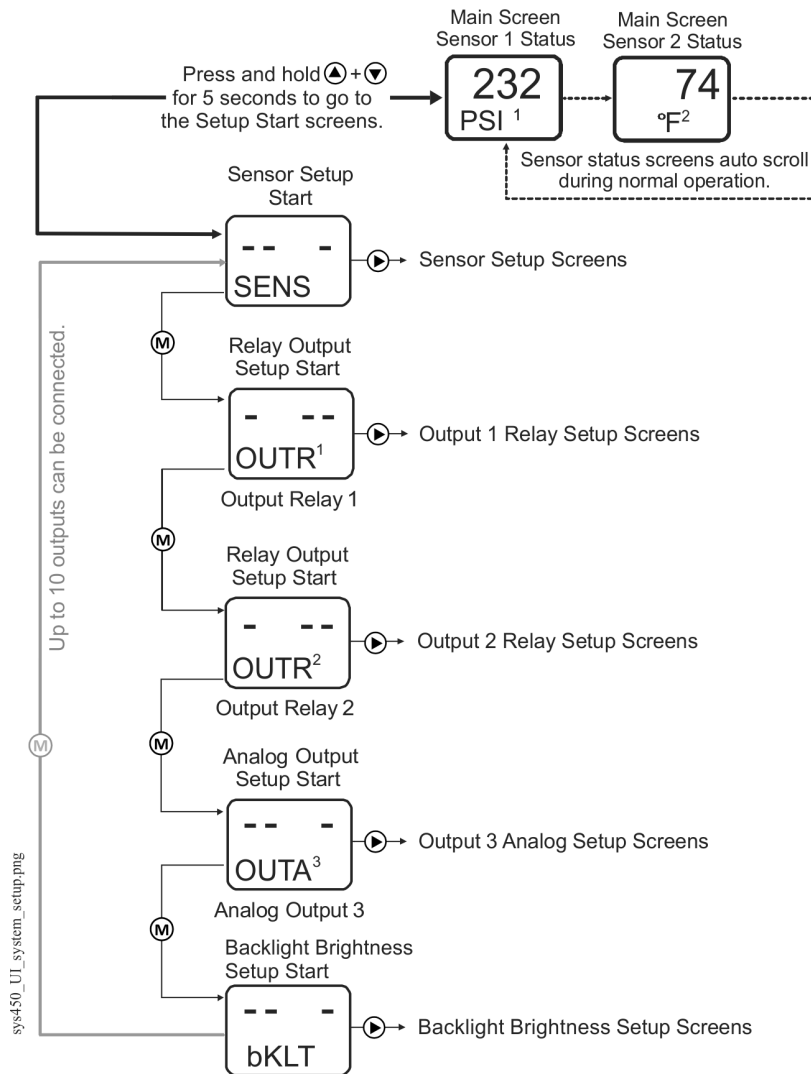 Main Screen
Sensor 1 Status
Main Screen
Sensor 2 Status
Press and hold ▲ + ▼
for 5 seconds to go to
the Setup Start screens.
232
PSI 1
74
°F2
Sensor status screens auto scroll
during normal operation.
Sensor Setup
Start
-- -
SENS
Sensor Setup Screens
M
Relay Output
Setup Start
- --
OUTR1
Output 1 Relay Setup Screens
Output Relay 1
M
Relay Output
Setup Start
- --
OUTR2
Output 2 Relay Setup Screens
Output Relay 2
M
Analog Output
Setup Start
-- -
OUTA3
Output 3 Analog Setup Screens
Analog Output 3
M
Backlight Brightness
Setup Start
-- -
bKLT
Backlight Brightness Setup Screens
Up to 10 outputs can be connected.
M
sys450_UI_system_setup.png